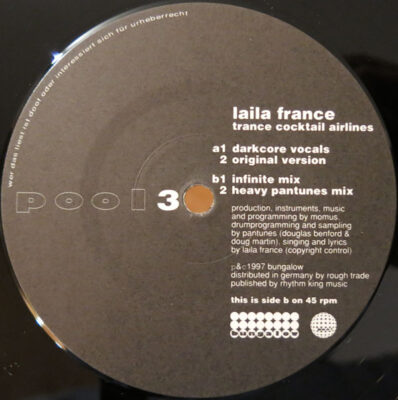 wer das liest ist doof oder interessiert sich für urheberrecht
pool 3
laila france
trance cocktail airlines
a1 darkcore vocals
2 original version
b1 infinite mix
2 heavy pantunes mix
production, instruments, music
and programming by momus,
drumprogramming and sampling
by pantunes (douglas benford &
doug martin), singing and lyrics
by laila france (copyright control)
p&c1997 bungalow
distributed in germany by rough trade
published by rhythm king music
this is side b on 45 rpm